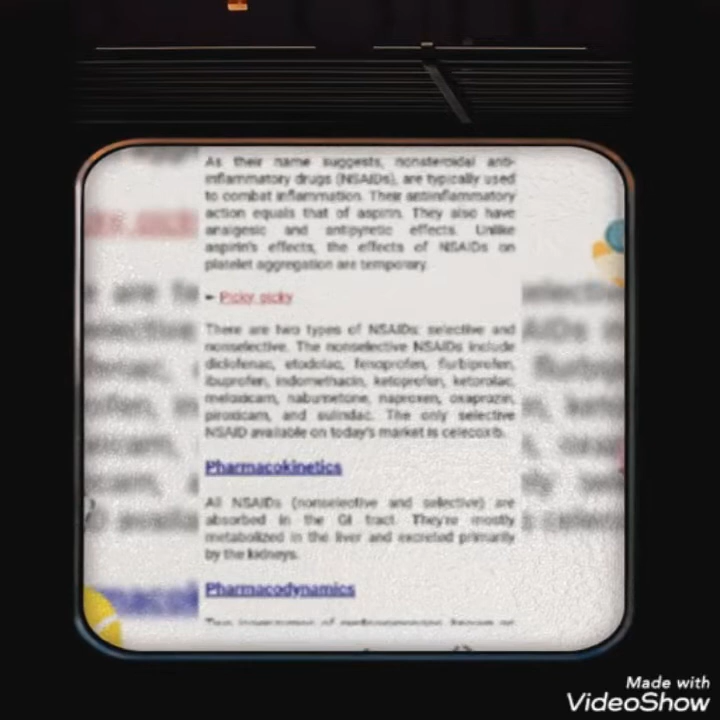 As their name suggests, nonsteroidal anti-
inflammatory drugs (NSAIDs), are typically used
to combat inflammation. Their antiinflammatory
action equals that of aspirin. They also have
analgesic and antipyretic effects. Unlike
aspirin's effects, the effects of NSAIDs on
platelet aggregation are temporary.
Picky picky
There are two types of NSAIDs: selective and
nonselective. The nonselective NSAIDs include
diclofenac, etodolac, fenoprofen, flurbiprofen,
ibuprofen, indomethacin, ketoprofen, ketorolac,
meloxicam, nabumetone, naproxen, oxaprozin,
piroxicam, and sulindac. The only selective
NSAID available on today's market is celecoxib.
Pharmacokinetics
All NSAIDs (nonselective and selective) are
absorbed in the GI tract. They're mostly
metabolized in the liver and excreted primarily
by the kidneys.
Pharmacodynamics
Made with
VideoShow